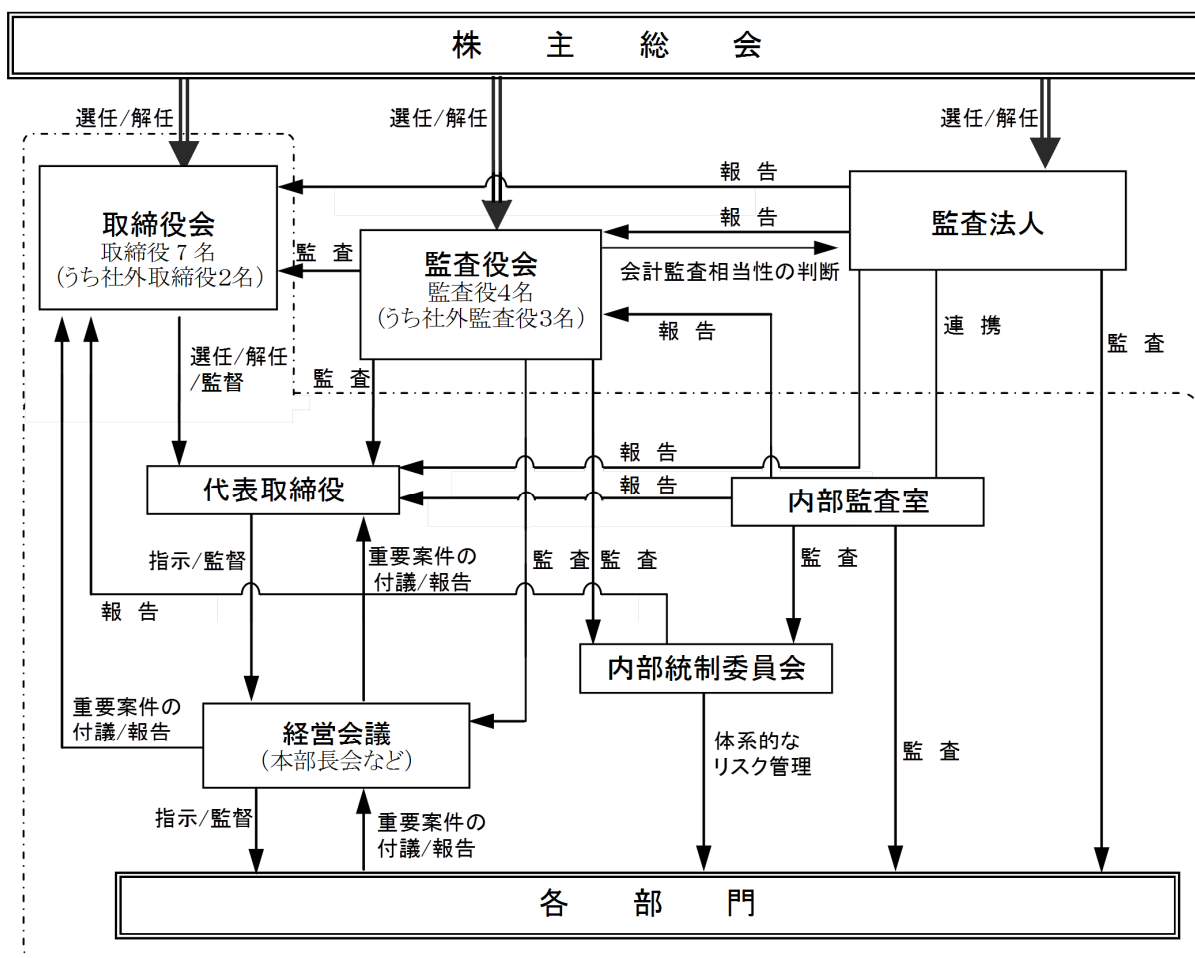 株 主 総 会
選任/解任
選任/解任
選任/解任
取締役会
取締役７名
(うち社外取締役2名)
監査役会
監査役4名
(うち社外監査役3名)
監査法人
報 告
報 告
会計監査相当性の判断
監 査
報 告
連 携
監 査
選任/解任
/監督
監 査
代表取締役
報 告
報 告
内部監査室
指示/監督
重要案件の
付議/報告
監 査
監 査
監 査
報 告
内部統制委員会
重要案件の
付議/報告
経営会議
(本部長会など)
体系的な
リスク管理
監 査
指示/監督
重要案件の
付議/報告
各 部 門